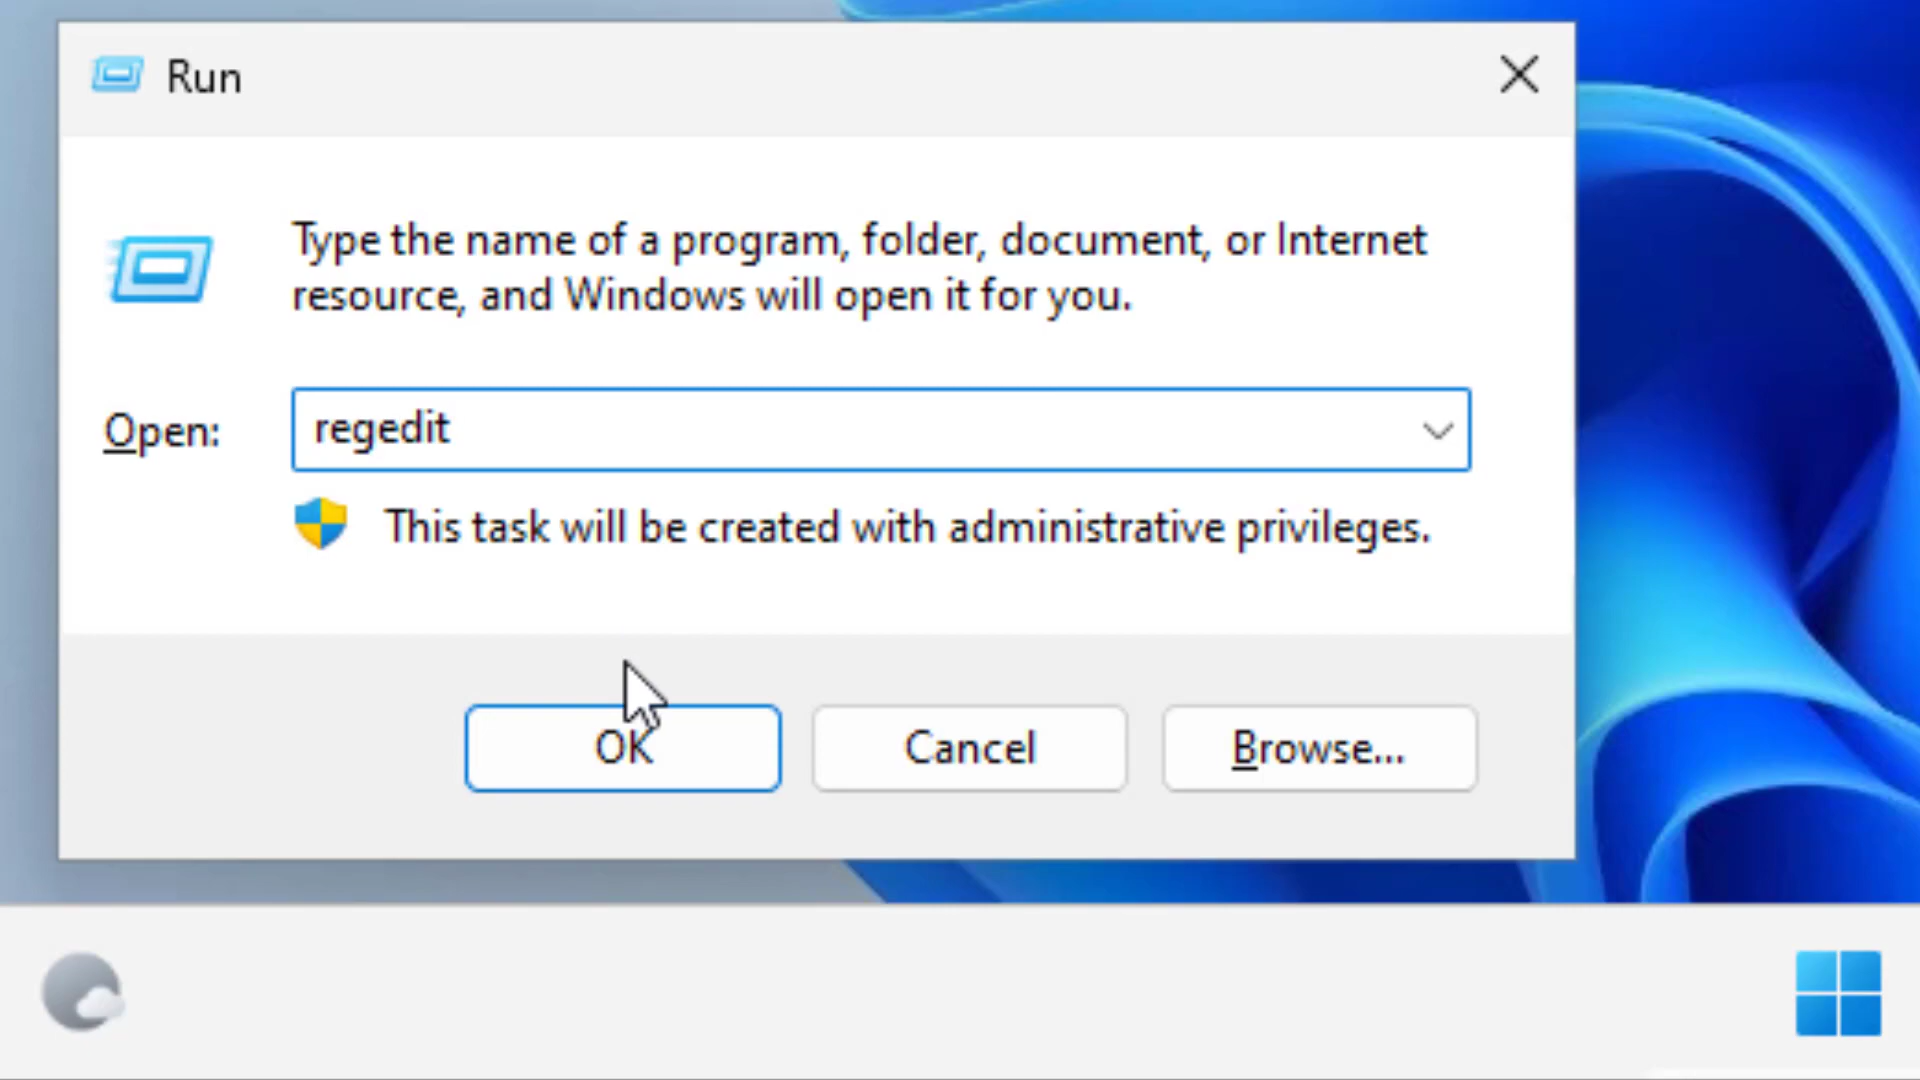 Run
Type the name of a program, folder, document, or Internet
resource, and Windows will open it for you.
Open:
regedit
This task will be created with administrative privileges.
OK
Cancel
Browse...